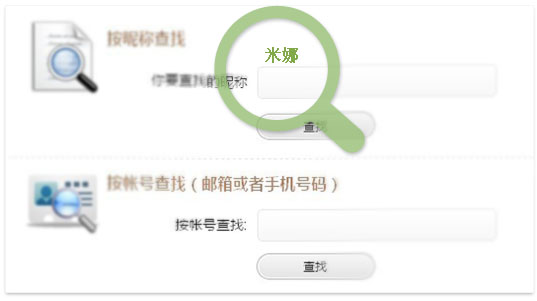 按昵称查找
米娜
你要查找的昵称
查找
按帐号查找（邮箱或者手机号码）
按帐号查找:
查找